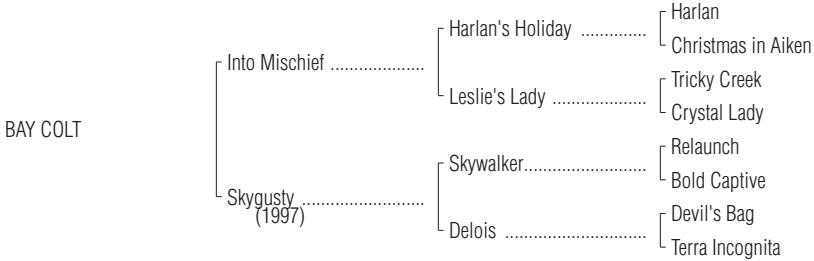 Harlan
Harlan's Holiday ..............
Christmas in Aiken
Into Mischief ....................
Tricky Creek
Leslie's Lady ....................
Crystal Lady
BAY COLT
Relaunch
Skywalker..........................
Bold Captive
Skygusty ..........................
(1997)
Devil's Bag
Delois ..............................
Terra Incognita